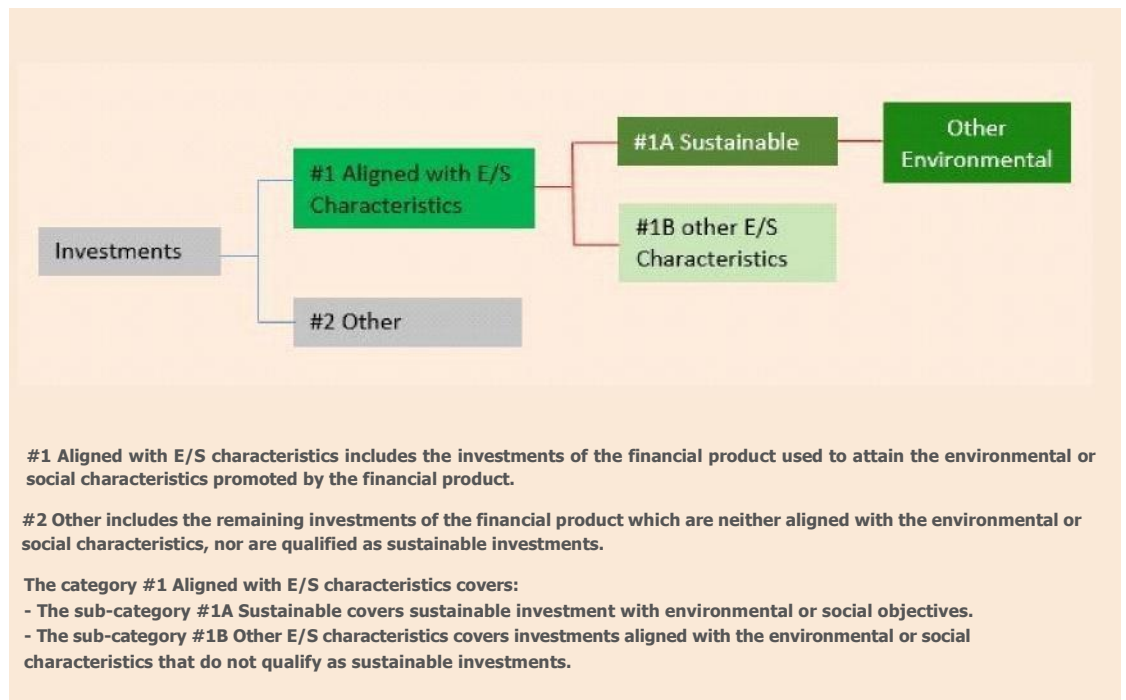 Investments
#1 Aligned with E/S
Characteristics
#2 Other
#1A Sustainable
#1B other E/S
Characteristics
Other
Environmental
#1 Aligned with E/S characteristics includes the investments of the financial product used to attain the environmental or
social characteristics promoted by the financial product.
#2 Other includes the remaining investments of the financial product which are neither aligned with the environmental or
social characteristics, nor are qualified as sustainable investments.
The category #1 Aligned with E/S characteristics covers:
- The sub-category #1A Sustainable covers sustainable investment with environmental or social objectives.
- The sub-category #1B Other E/S characteristics covers investments aligned with the environmental or social
characteristics that do not qualify as sustainable investments.